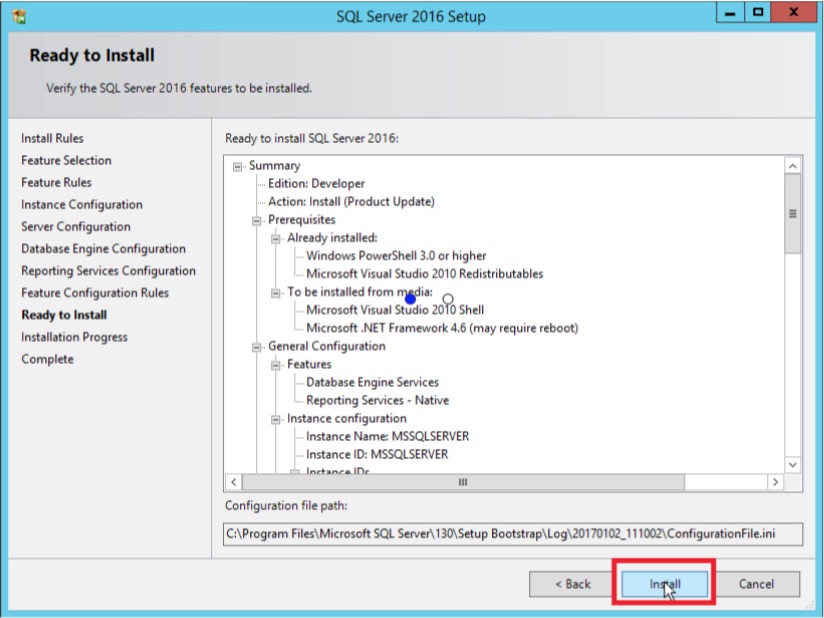 SQL Server 2016 Setup
Ready to Install
Verify the SQL Server 2016 features to be installed.
Install Rules
Feature Selection
Feature Rules
Instance Configuration
Server Configuration
Database Engine Configuration
Reporting Services Configuration
Feature Configuration Rules
Ready to Install
Installation Progress
Complete
Ready to install SQL Server 2016:
Summary
Edition: Developer
Action: Install (Product Update)
Prerequisites
Already installed:
Windows PowerShell 3.0 or higher
Microsoft Visual Studio 2010 Redistributables
To be installed from media:
Microsoft Visual Studio 2010 Shell
Microsoft .NET Framework 4.6 (may require reboot)
General Configuration
Features
Database Engine Services
Reporting Services - Native
Instance configuration
Instance Name: MSSQLSERVER
Instance ID: MSSQLSERVER
Instance IDs
Configuration file path:
C:\Program Files\Microsoft SQL Server\130\Setup Bootstrap\Log\20170102_111002\ConfigurationFile.ini
< Back Install Cancel